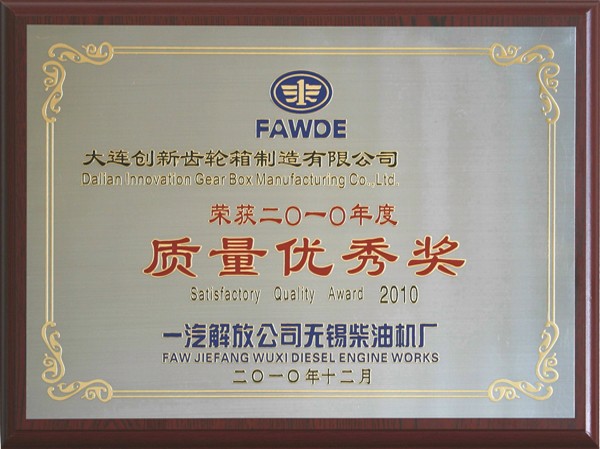 FAWDE
大连创新齿轮箱制造有限公司
Dalian Innovation Gear Box Manufacturing Co.,Ltd.
荣获二〇一〇年度
质量优秀奖
Satisfactory Quality Award 2010
一汽解放公司无锡柴油机厂
FAW JIEFANG WUXI DIESEL ENGINE WORKS
二〇一〇年十二月